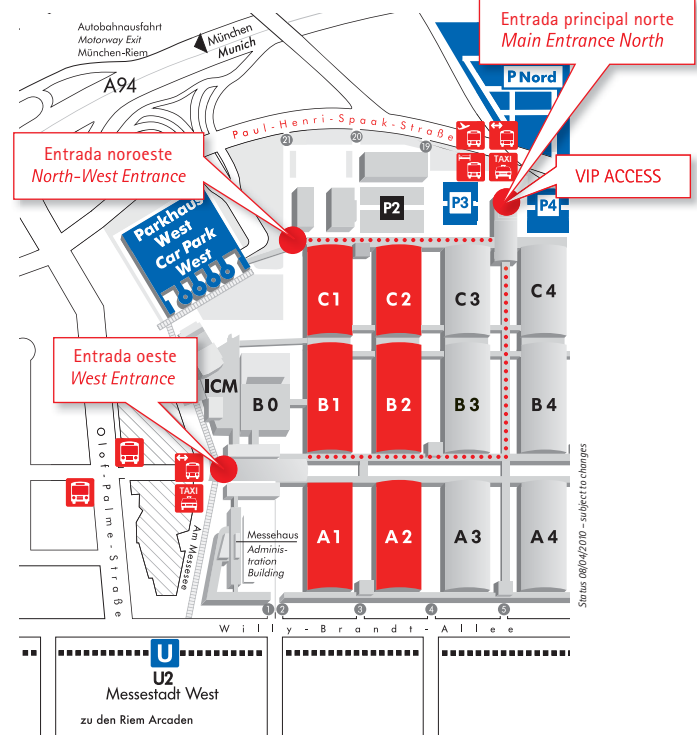 Autobahnausfahrt
Motorway Exit
München-Riem
München
Munich
A94
Entrada principal norte
Main Entrance North
P Nord
Paul-Henri-Spaak-Straße
21
20
19
TAXI
Entrada noroeste
North-West Entrance
VIP ACCESS
P2
P3
P4
Parkhaus
West
Car Park
West
C1
C2
C3
C4
Entrada oeste
West Entrance
ICM
B0
B1
B2
B3
B4
TAXI
Olof-Palme-Straße
Am Messesee
Messehaus
Adminis-
tration
Building
A1
A2
A3
A4
Status 08/04/2010 – subject to changes
1
2
3
4
5
Willy-Brandt-Allee
U
U2
Messestadt West
zu den Riem Arcaden